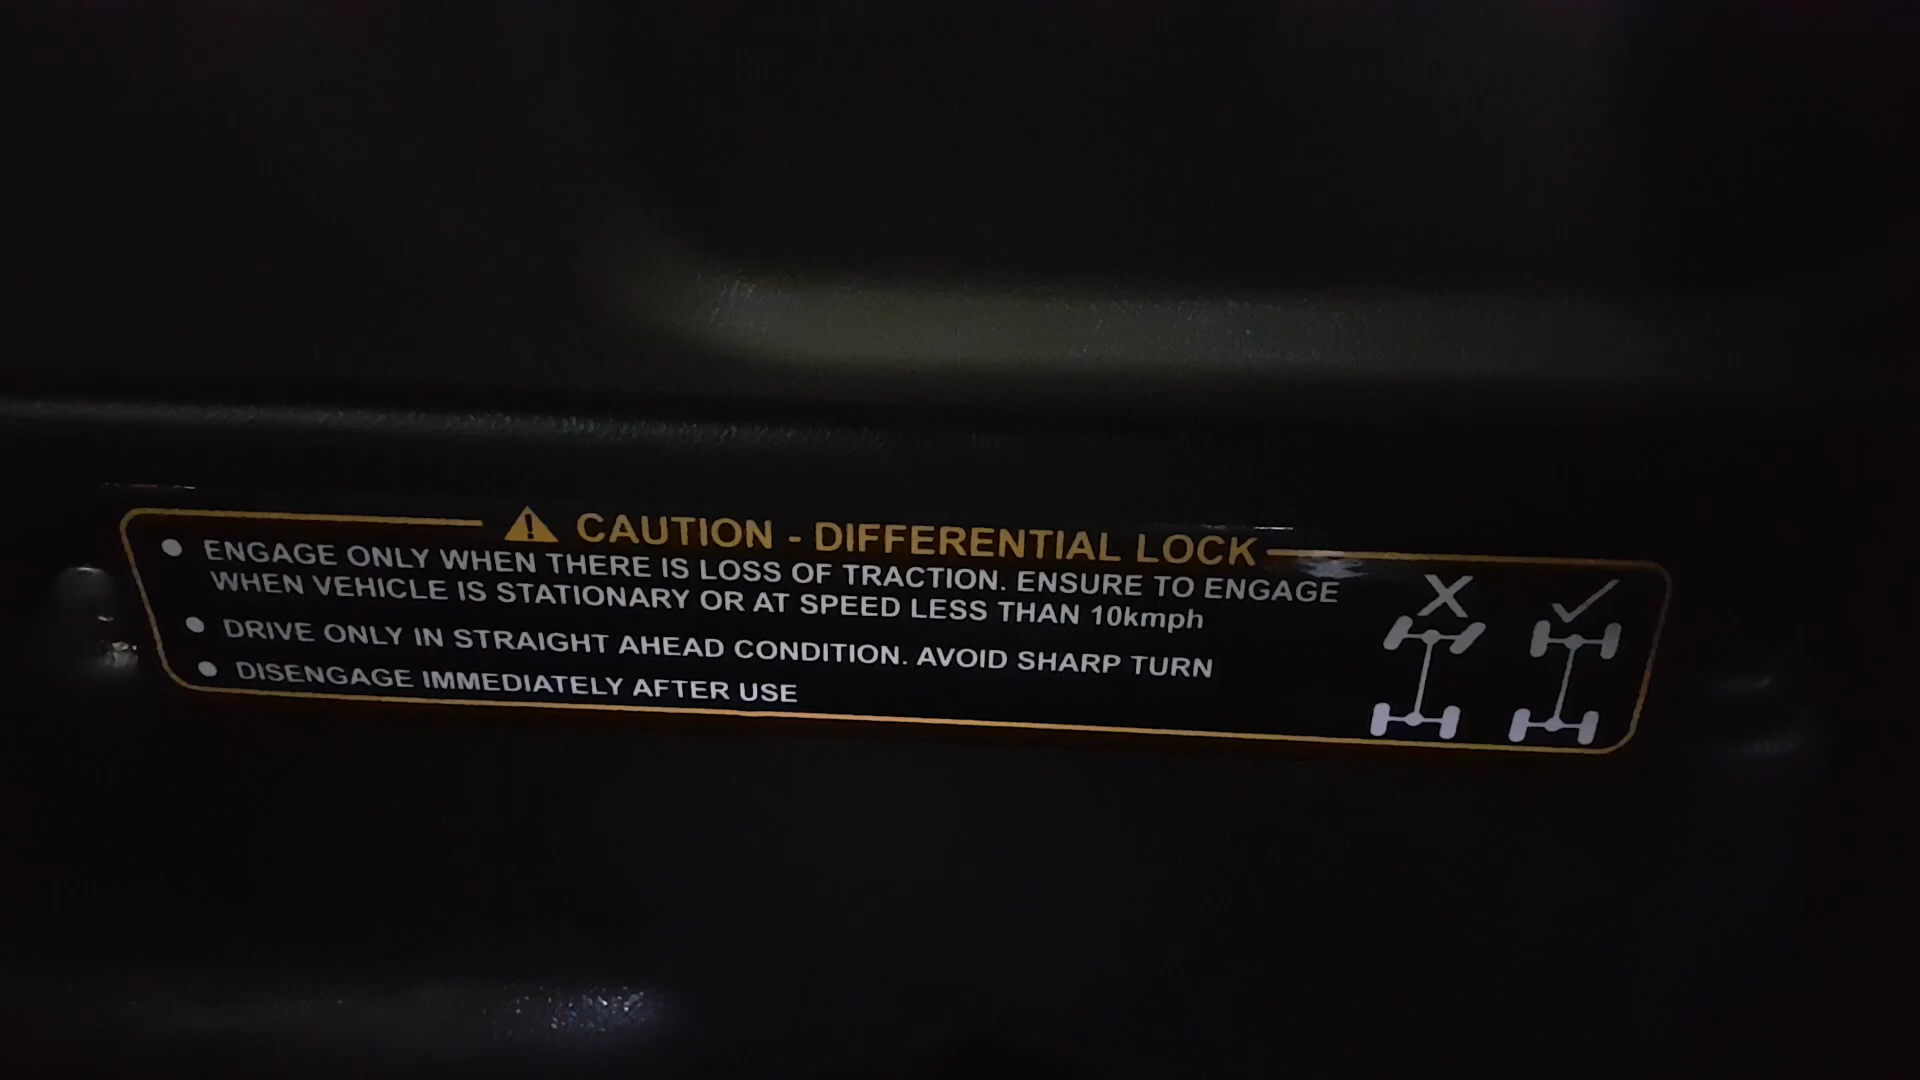 CAUTION - DIFFERENTIAL LOCK
● ENGAGE ONLY WHEN THERE IS LOSS OF TRACTION. ENSURE TO ENGAGE
WHEN VEHICLE IS STATIONARY OR AT SPEED LESS THAN 10kmph
● DRIVE ONLY IN STRAIGHT AHEAD CONDITION. AVOID SHARP TURN
● DISENGAGE IMMEDIATELY AFTER USE